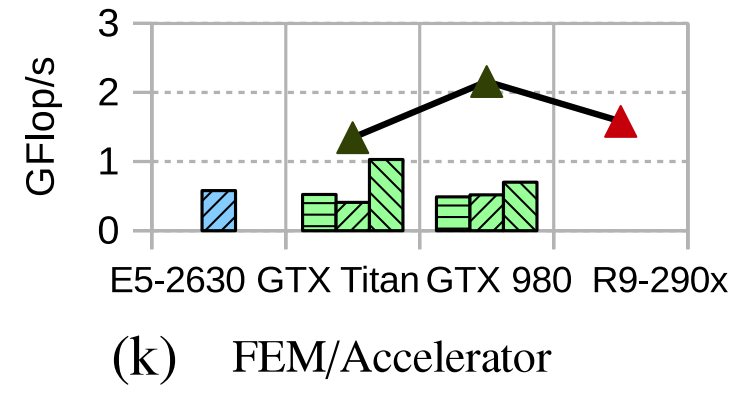 3
2
1
0
GFlop/s
E5-2630 GTX Titan GTX 980 R9-290x
(k) FEM/Accelerator